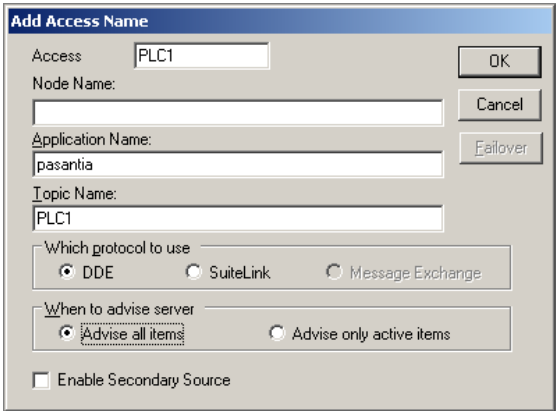 Add Access Name
Access PLC1 OK
Node Name:
Cancel
Application Name:
pasantia Failover
Topic Name:
PLC1
Which protocol to use
DDE SuiteLink Message Exchange
When to advise server
Advise all items Advise only active items
Enable Secondary Source